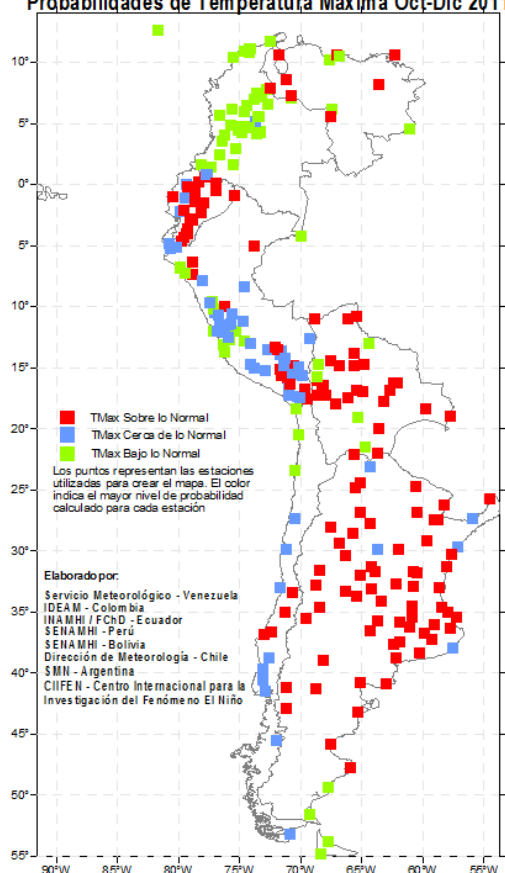 Probabilidades de Temperatura Máxima Oct-Dic 2011
10°
5°
0°
5°
10°
15°
20°
25°
30°
35°
40°
45°
50°
55°
TMax Sobre lo Normal
TMax Cerca de lo Normal
TMax Bajo lo Normal
Los puntos representan las estaciones
utilizadas para crear el mapa. El color
indica el mayor nivel de probabilidad
calculado para cada estación
Elaborado por:
Servicio Meteorológico - Venezuela
IDEAM - Colombia
INAMHI / FChD - Ecuador
SENAMHI - Perú
SENAMHI - Bolivia
Dirección de Meteorología - Chile
SMN - Argentina
CIIFEN - Centro Internacional para la
Investigación del Fenómeno El Niño
90°W 85°W 80°W 75°W 70°W 65°W 60°W 55°W